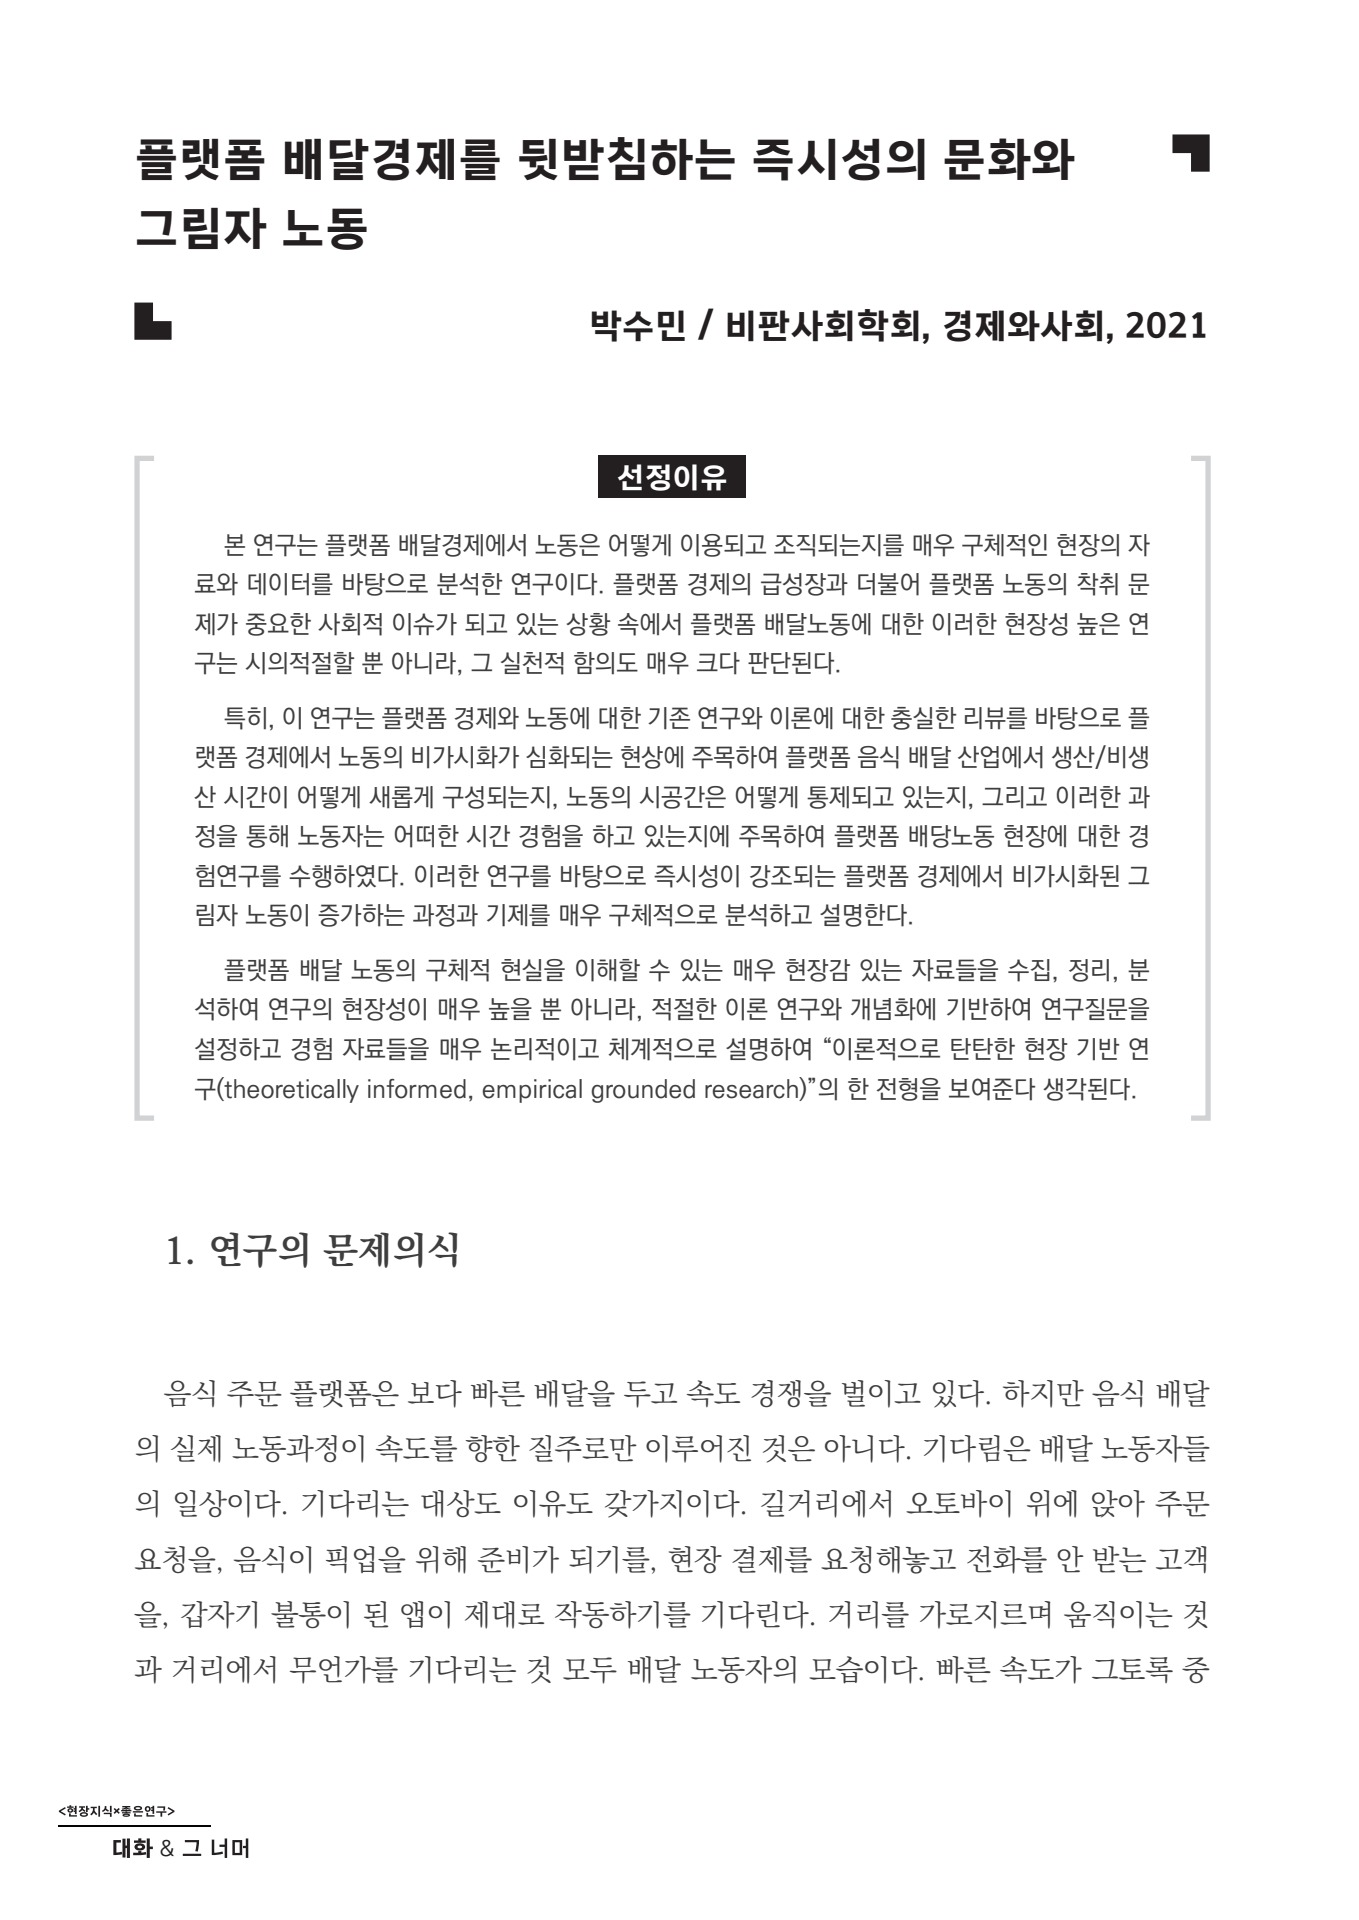 플랫폼 배달경제를 뒷받침하는 즉시성의 문화와
그림자 노동
박수민 / 비판사회학회, 경제와사회, 2021
선정이유
본 연구는 플랫폼 배달경제에서 노동은 어떻게 이용되고 조직되는지를 매우 구체적인 현장의 자
료와 데이터를 바탕으로 분석한 연구이다. 플랫폼 경제의 급성장과 더불어 플랫폼 노동의 착취 문
제가 중요한 사회적 이슈가 되고 있는 상황 속에서 플랫폼 배달노동에 대한 이러한 현장성 높은 연
구는 시의적절할 뿐 아니라, 그 실천적 함의도 매우 크다 판단된다.
특히, 이 연구는 플랫폼 경제와 노동에 대한 기존 연구와 이론에 대한 충실한 리뷰를 바탕으로 플
랫폼 경제에서 노동의 비가시화가 심화되는 현상에 주목하여 플랫폼 음식 배달 산업에서 생산/비생
산 시간이 어떻게 새롭게 구성되는지, 노동의 시공간은 어떻게 통제되고 있는지, 그리고 이러한 과
정을 통해 노동자는 어떠한 시간 경험을 하고 있는지에 주목하여 플랫폼 배당노동 현장에 대한 경
험연구를 수행하였다. 이러한 연구를 바탕으로 즉시성이 강조되는 플랫폼 경제에서 비가시화된 그
림자 노동이 증가하는 과정과 기제를 매우 구체적으로 분석하고 설명한다.
플랫폼 배달 노동의 구체적 현실을 이해할 수 있는 매우 현장감 있는 자료들을 수집, 정리, 분
석하여 연구의 현장성이 매우 높을 뿐 아니라, 적절한 이론 연구와 개념화에 기반하여 연구질문을
설정하고 경험 자료들을 매우 논리적이고 체계적으로 설명하여 “이론적으로 탄탄한 현장 기반 연
구(theoretically informed, empirical grounded research)”의 한 전형을 보여준다 생각된다.
1. 연구의 문제의식
음식 주문 플랫폼은 보다 빠른 배달을 두고 속도 경쟁을 벌이고 있다. 하지만 음식 배달
의 실제 노동과정이 속도를 향한 질주로만 이루어진 것은 아니다. 기다림은 배달 노동자들
의 일상이다. 기다리는 대상도 이유도 갖가지이다. 길거리에서 오토바이 위에 앉아 주문
요청을, 음식이 픽업을 위해 준비가 되기를, 현장 결제를 요청해놓고 전화를 안 받는 고객
을, 갑자기 불통이 된 앱이 제대로 작동하기를 기다린다. 거리를 가로지르며 움직이는 것
과 거리에서 무언가를 기다리는 것 모두 배달 노동자의 모습이다. 빠른 속도가 그토록 중
<현장지식×좋은연구>
대화 & 그 너머